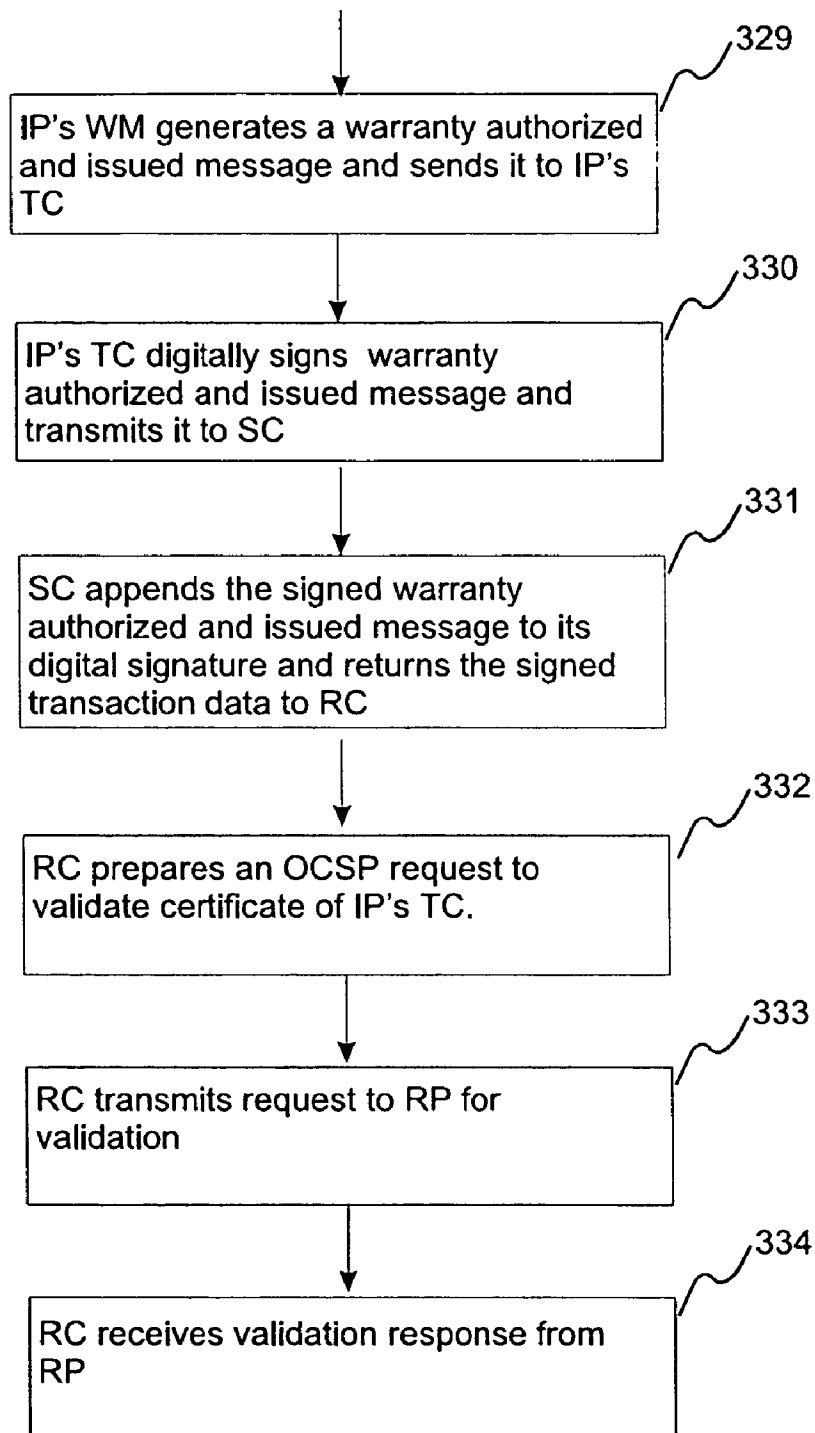 329
IP's WM generates a warranty authorized
and issued message and sends it to IP's
TC
330
IP's TC digitally signs warranty
authorized and issued message and
transmits it to SC
331
SC appends the signed warranty
authorized and issued message to its
digital signature and returns the signed
transaction data to RC
332
RC prepares an OCSP request to
validate certificate of IP's TC.
333
RC transmits request to RP for
validation
334
RC receives validation response from
RP